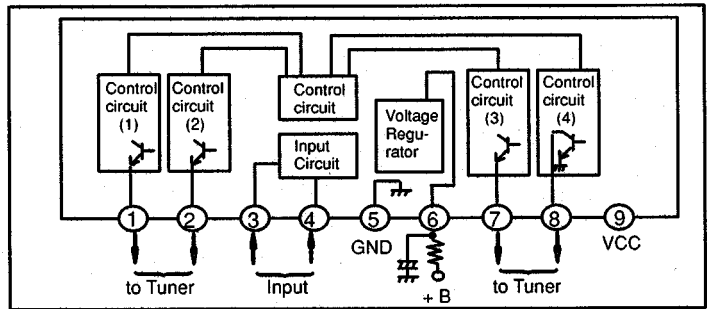 Control
circuit
(1)
Control
circuit
(2)
Control
circuit
Input
Circuit
Voltage
Regu-
rator
Control
circuit
(3)
Control
circuit
(4)
1
2
3
4
5
6
7
8
9
GND
VCC
to Tuner
Input
+ B
to Tuner